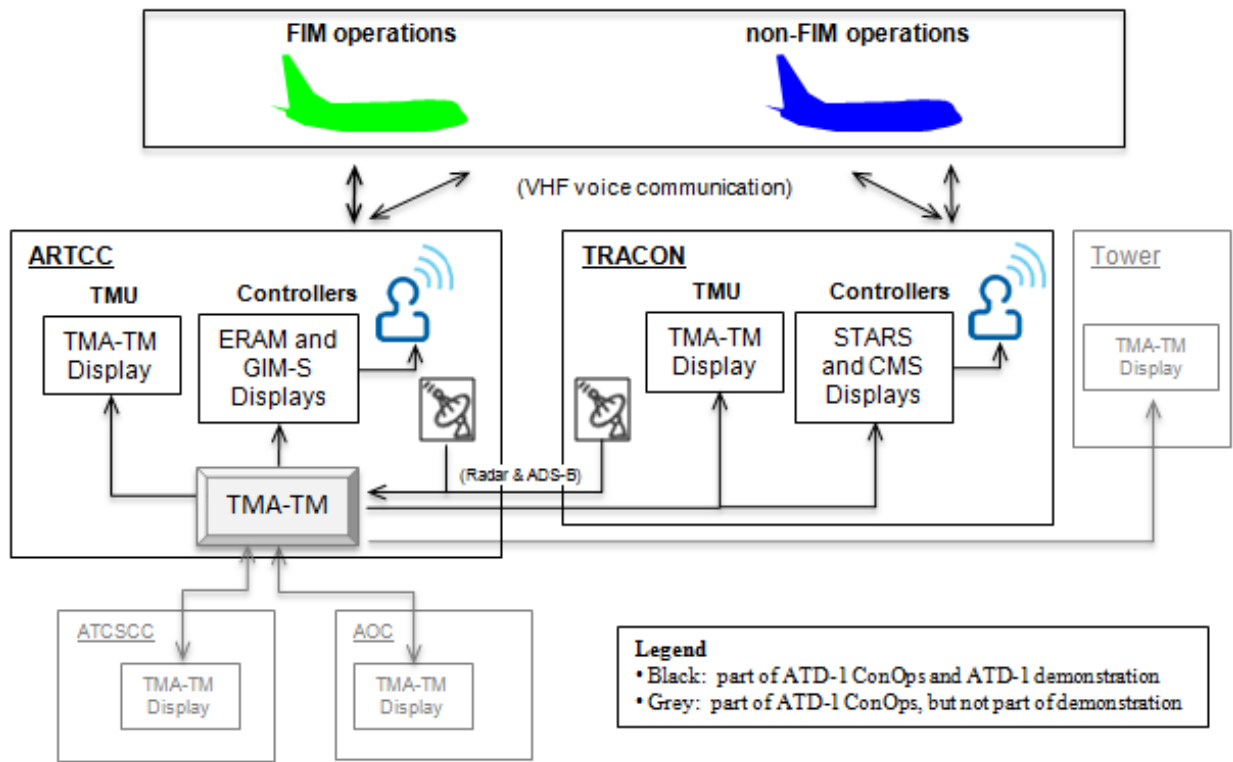 FIM operations
non-FIM operations
(VHF voice communication)
ARTCC
TMU
Controllers
TMA-TM
Display
ERAM and
GIM-S
Displays
TRACON
TMU
Controllers
TMA-TM
Display
STARS
and CMS
Displays
Tower
TMA-TM
Display
(Radar & ADS-B)
TMA-TM
ATCSCC
TMA-TM
Display
AOC
TMA-TM
Display
Legend
• Black: part of ATD-1 ConOps and ATD-1 demonstration
• Grey: part of ATD-1 ConOps, but not part of demonstration